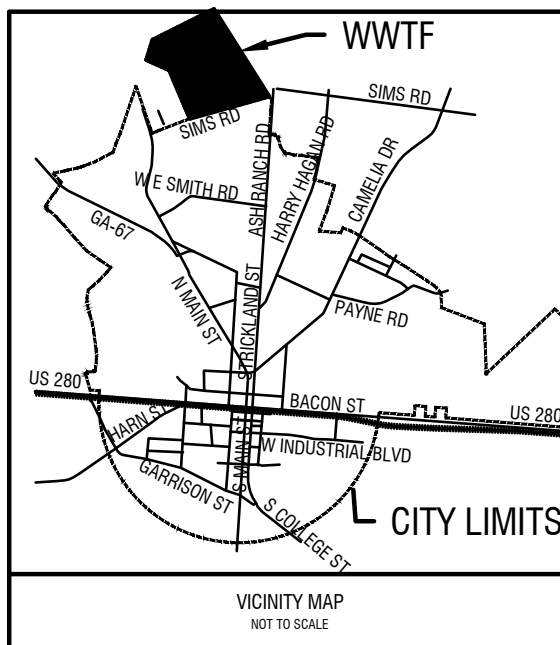 WWTF
SIMS RD
SIMS RD
ASH RANCH RD
HARRY HAGAN RD
CAMELIA DR
W E SMITH RD
GA-67
N MAIN ST
STRICKLAND ST
PAYNE RD
US 280
BACON ST
US 280
HARN ST
S MAIN ST
W INDUSTRIAL BLVD
GARRISON ST
S COLLEGE ST
CITY LIMITS
VICINITY MAP
NOT TO SCALE